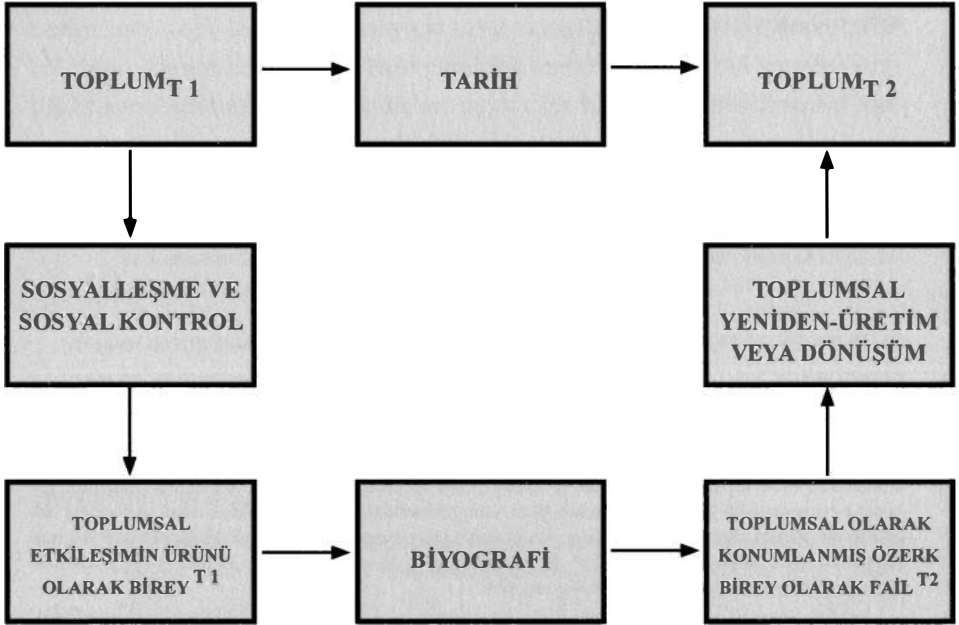 TOPLUM T 1
TARİH
TOPLUM T 2
SOSYALLEŞME VE
SOSYAL KONTROL
TOPLUMSAL
YENİDEN-ÜRETİM
VEYA DÖNÜŞÜM
TOPLUMSAL
ETKİLEŞİMİN ÜRÜNÜ
OLARAK BİREY T 1
BİYOGRAFİ
TOPLUMSAL OLARAK
KONUMLANMIŞ ÖZERK
BİREY OLARAK FAİL T2